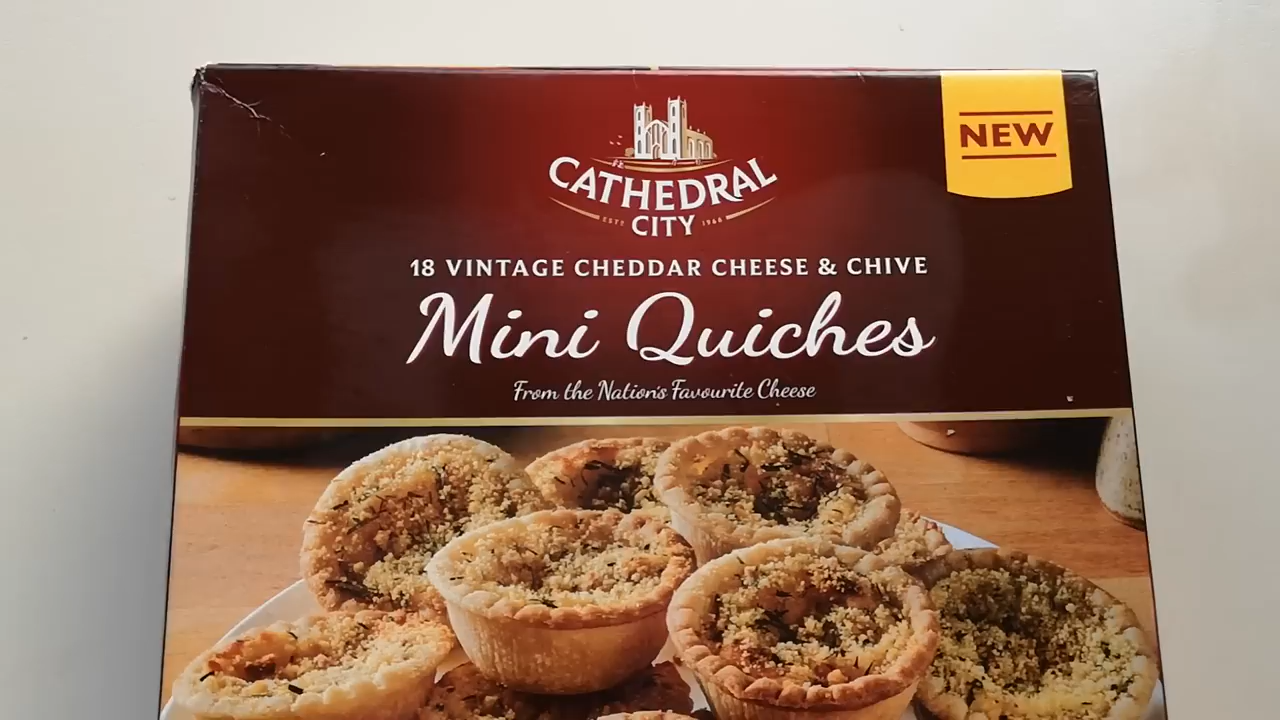 NEW
CATHEDRAL
ESTD 1966
CITY
18 VINTAGE CHEDDAR CHEESE & CHIVE
Mini Quiches
From the Nation's Favourite Cheese